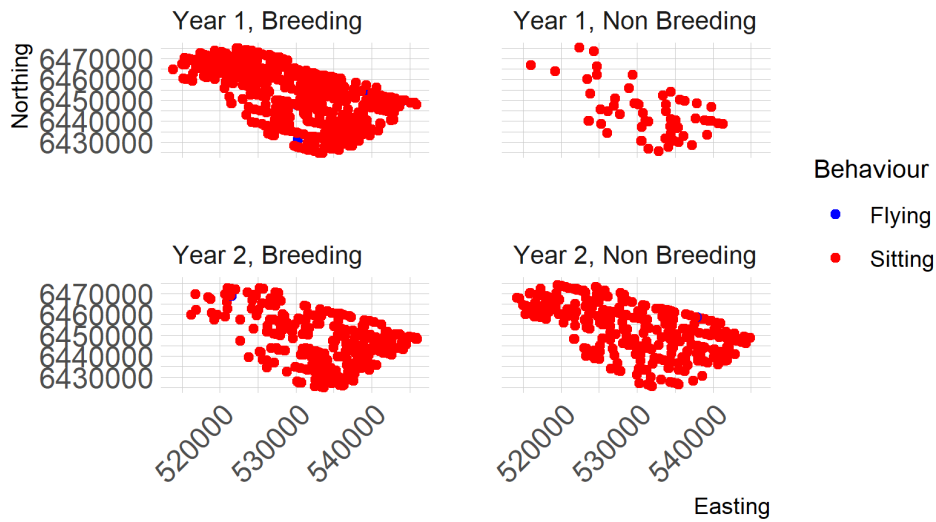 Year 1, Breeding
Year 1, Non Breeding
Northing
6470000
6460000
6450000
6440000
6430000
Behaviour
Flying
Sitting
Year 2, Breeding
Year 2, Non Breeding
6470000
6460000
6450000
6440000
6430000
520000
530000
540000
520000
530000
540000
Easting